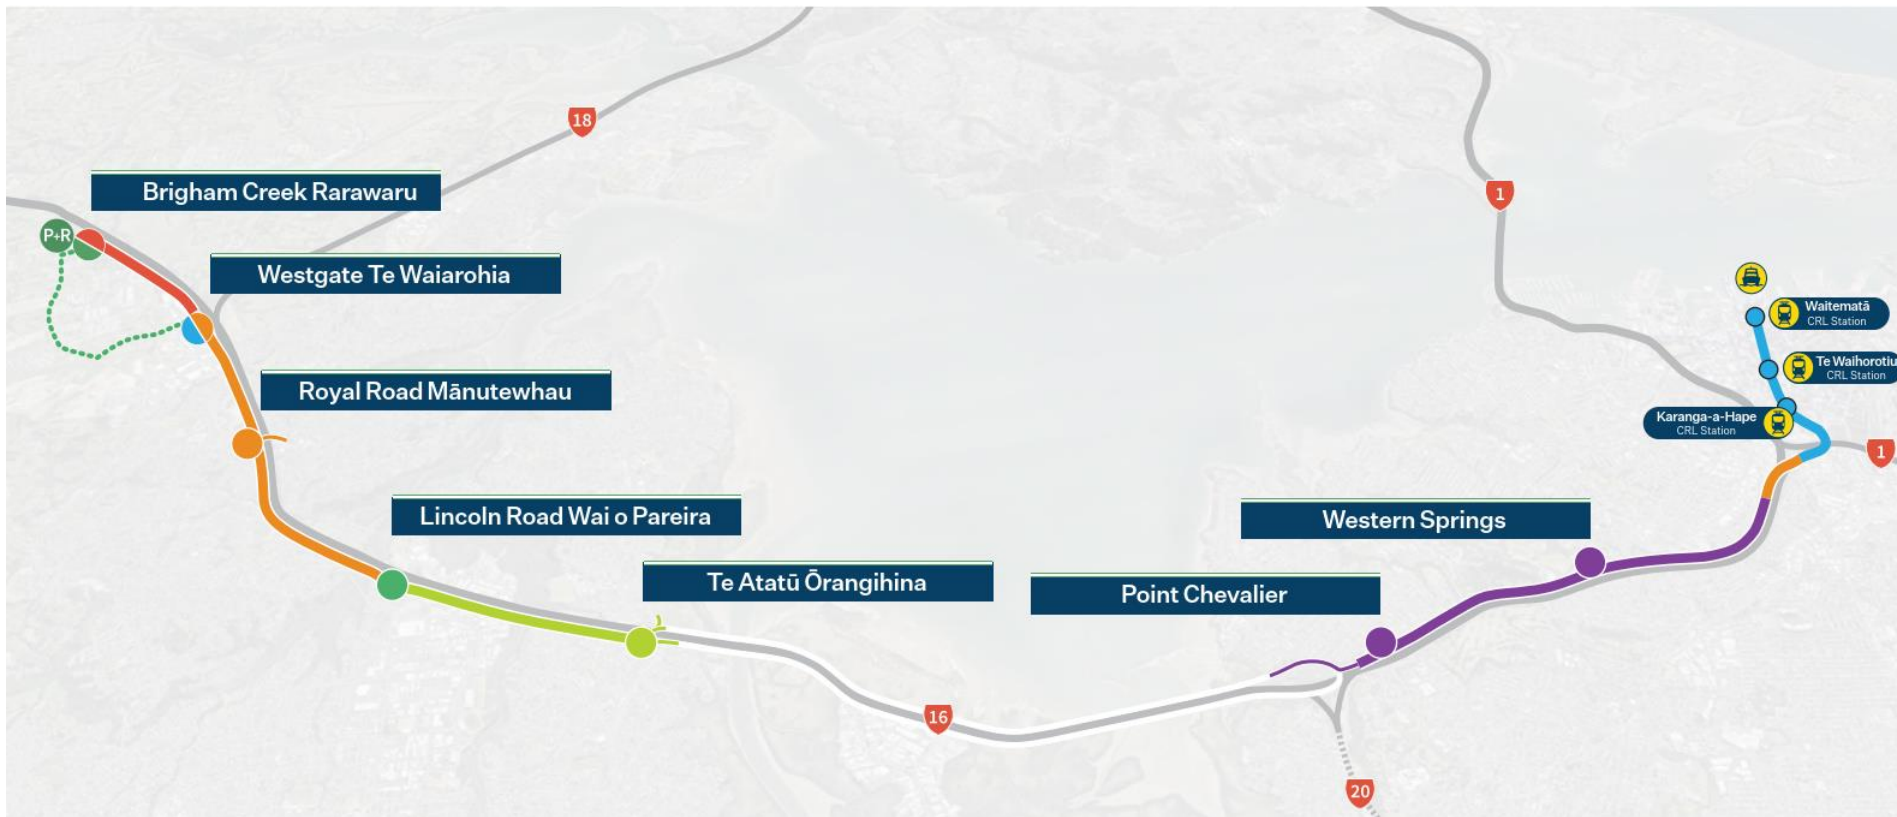 18
Brigham Creek Rarawaru
1
P+R
Westgate Te Waiarohia
Waitematā
CRL Station
Te Waihorotiu
CRL Station
Royal Road Mānutewhau
Karanga-a-Hape
CRL Station
1
Lincoln Road Wai o Pareira
Western Springs
Te Atatū Ōrangihina
Point Chevalier
16
20